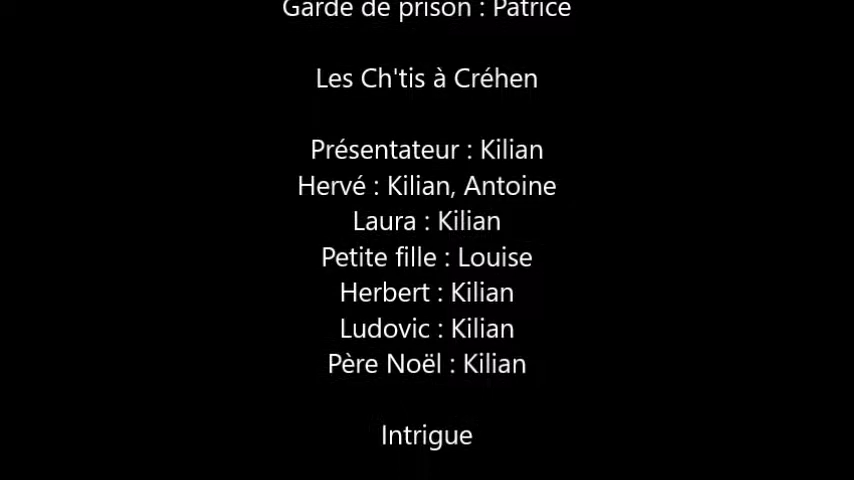 Garde de prison : Patrice
Les Ch'tis à Créhen
Présentateur : Kilian
Hervé : Kilian, Antoine
Laura : Kilian
Petite fille : Louise
Herbert : Kilian
Ludovic : Kilian
Père Noël : Kilian
Intrigue